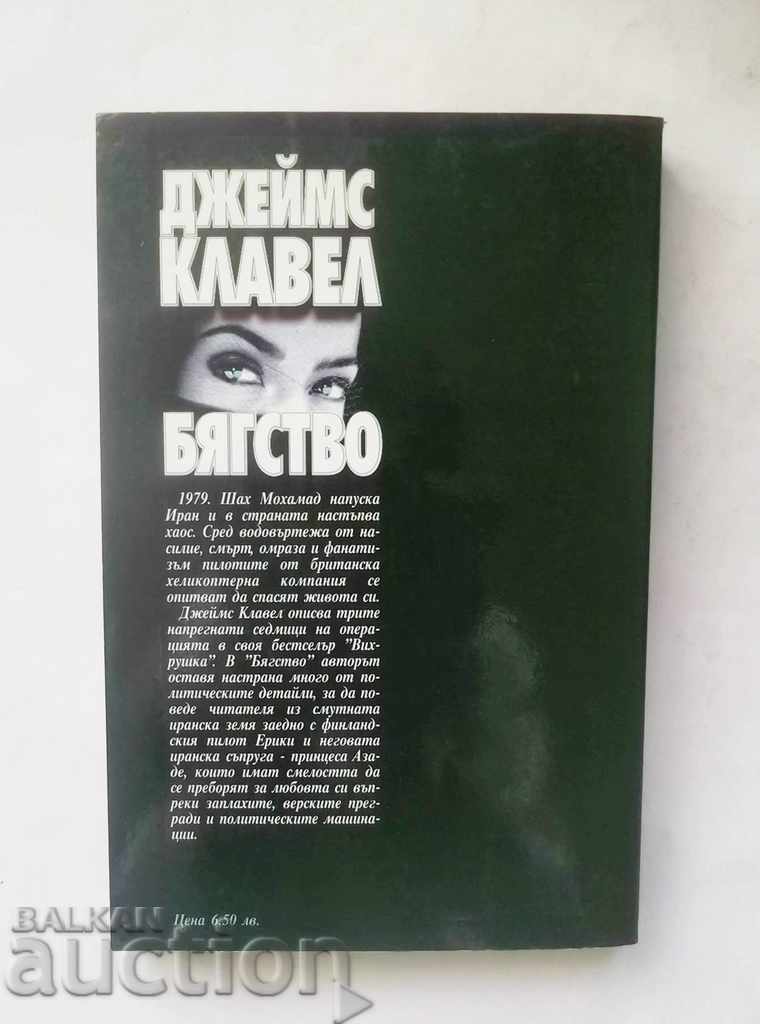 ДЖЕЙМС
КЛАВЕЛ
БЯГСТВО
1979. Шах Мохамад напуска
Иран и в страната настъпва
хаос. Сред водовъртежа от на-
силие, смърт, омраза и фанати-
зъм пилотите от британска
хеликоптерна компания се
опитват да спасят живота си.
Джеймс Клавел описва трите
напрегнати седмици на опера-
цията в своя бестселър "Вих-
рушка". В "Бягство" авторът
оставя настрана много от по-
литическите детайли, за да по-
веде читателя из смутната
иранска земя заедно с финланд-
ския пилот Ерики и неговата
иранска съпруга - принцеса Аза-
де, които имат смелостта да
се преборят за любовта си въп-
реки заплахите, верските прег-
ради и политическите машина-
ции.
Цена 6.50 лв.
BALKAN
auction